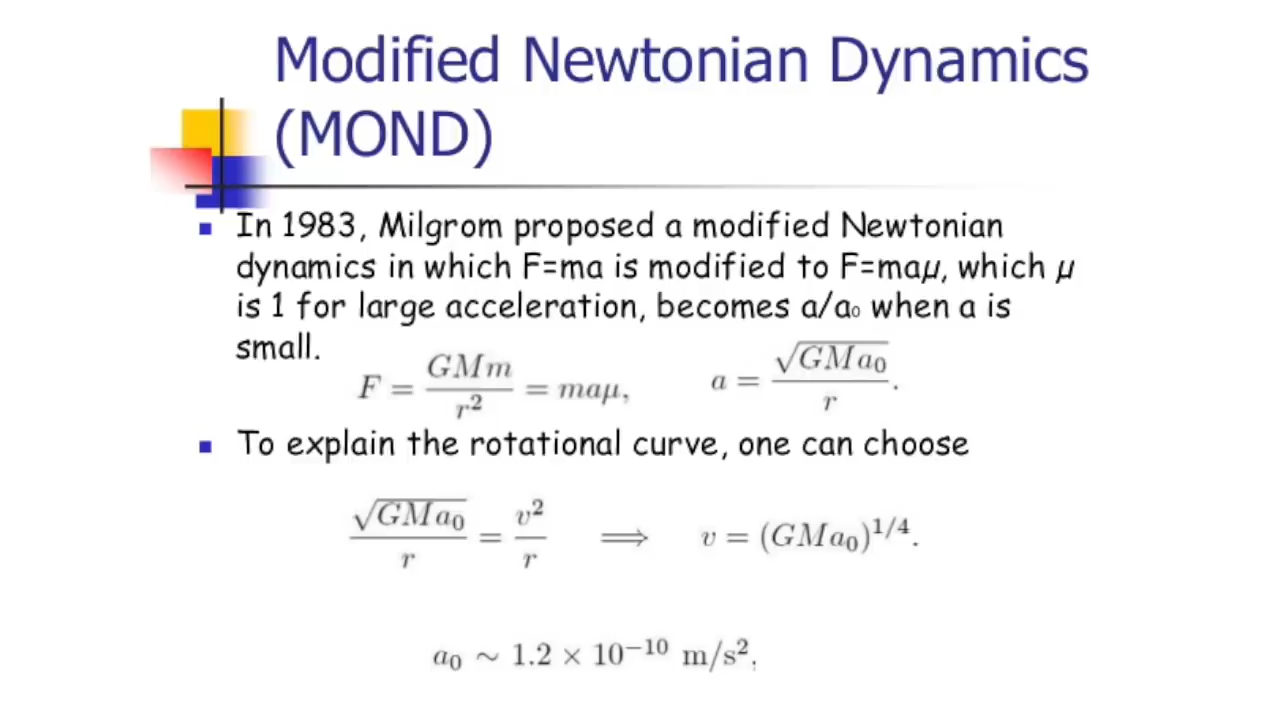 Modified Newtonian Dynamics
(MOND)
In 1983, Milgrom proposed a modified Newtonian
dynamics in which F=ma is modified to F=maμ, which μ
is 1 for large acceleration, becomes a/a₀ when a is
small.
F = GMm/r² = maμ, a = √(GMa₀)/r.
To explain the rotational curve, one can choose
√(GMa₀)/r = v²/r ⟹ v = (GMa₀)^{1/4}.
a₀ ∼ 1.2 × 10⁻¹⁰ m/s²,